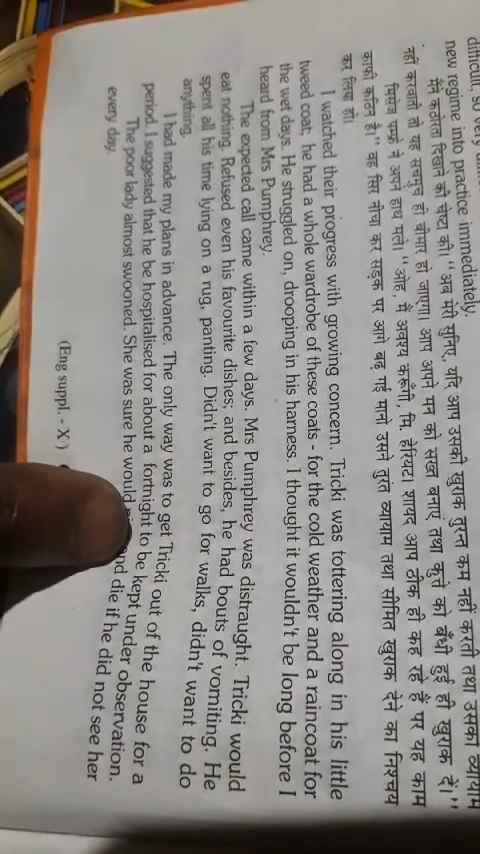 difficult, so very
new regime into practice immediately.
मैंने कठोरता दिखाने की चेष्टा की। "अब मेरी सुनिए, यदि आप उसकी खुराक तुरन्त कम नहीं करती तथा उसका व्यायाम
नहीं करवातीं तो यह सचमुच ही बीमार हो जाएगा। आप अपने मन को सख्त बनाएं तथा कुत्ते को बँधी हुई ही खुराक दें।"
मिसेज पम्फ्रे ने अपने हाथ मले। "ओह, मैं अवश्य करूँगी, मि. हेरियट। शायद आप ठीक ही कह रहे हैं पर यह काम
काफी कठिन है।" वह सिर नीचा कर सड़क पर आगे बढ़ गई मानो उसने तुरंत व्यायाम तथा सीमित खुराक देने का निश्चय
कर लिया हो।
I watched their progress with growing concern. Tricki was tottering along in his little
tweed coat; he had a whole wardrobe of these coats - for the cold weather and a raincoat for
the wet days. He struggled on, drooping in his harness. I thought it wouldn't be long before I
heard from Mrs Pumphrey.
The expected call came within a few days. Mrs Pumphrey was distraught. Tricki would
eat nothing. Refused even his favourite dishes; and besides, he had bouts of vomiting. He
spent all his time lying on a rug, panting. Didn't want to go for walks, didn't want to do
anything.
I had made my plans in advance. The only way was to get Tricki out of the house for a
period. I suggested that he be hospitalised for about a fortnight to be kept under observation.
The poor lady almost swooned. She was sure he would and die if he did not see her
every day.
(Eng suppl. - X)